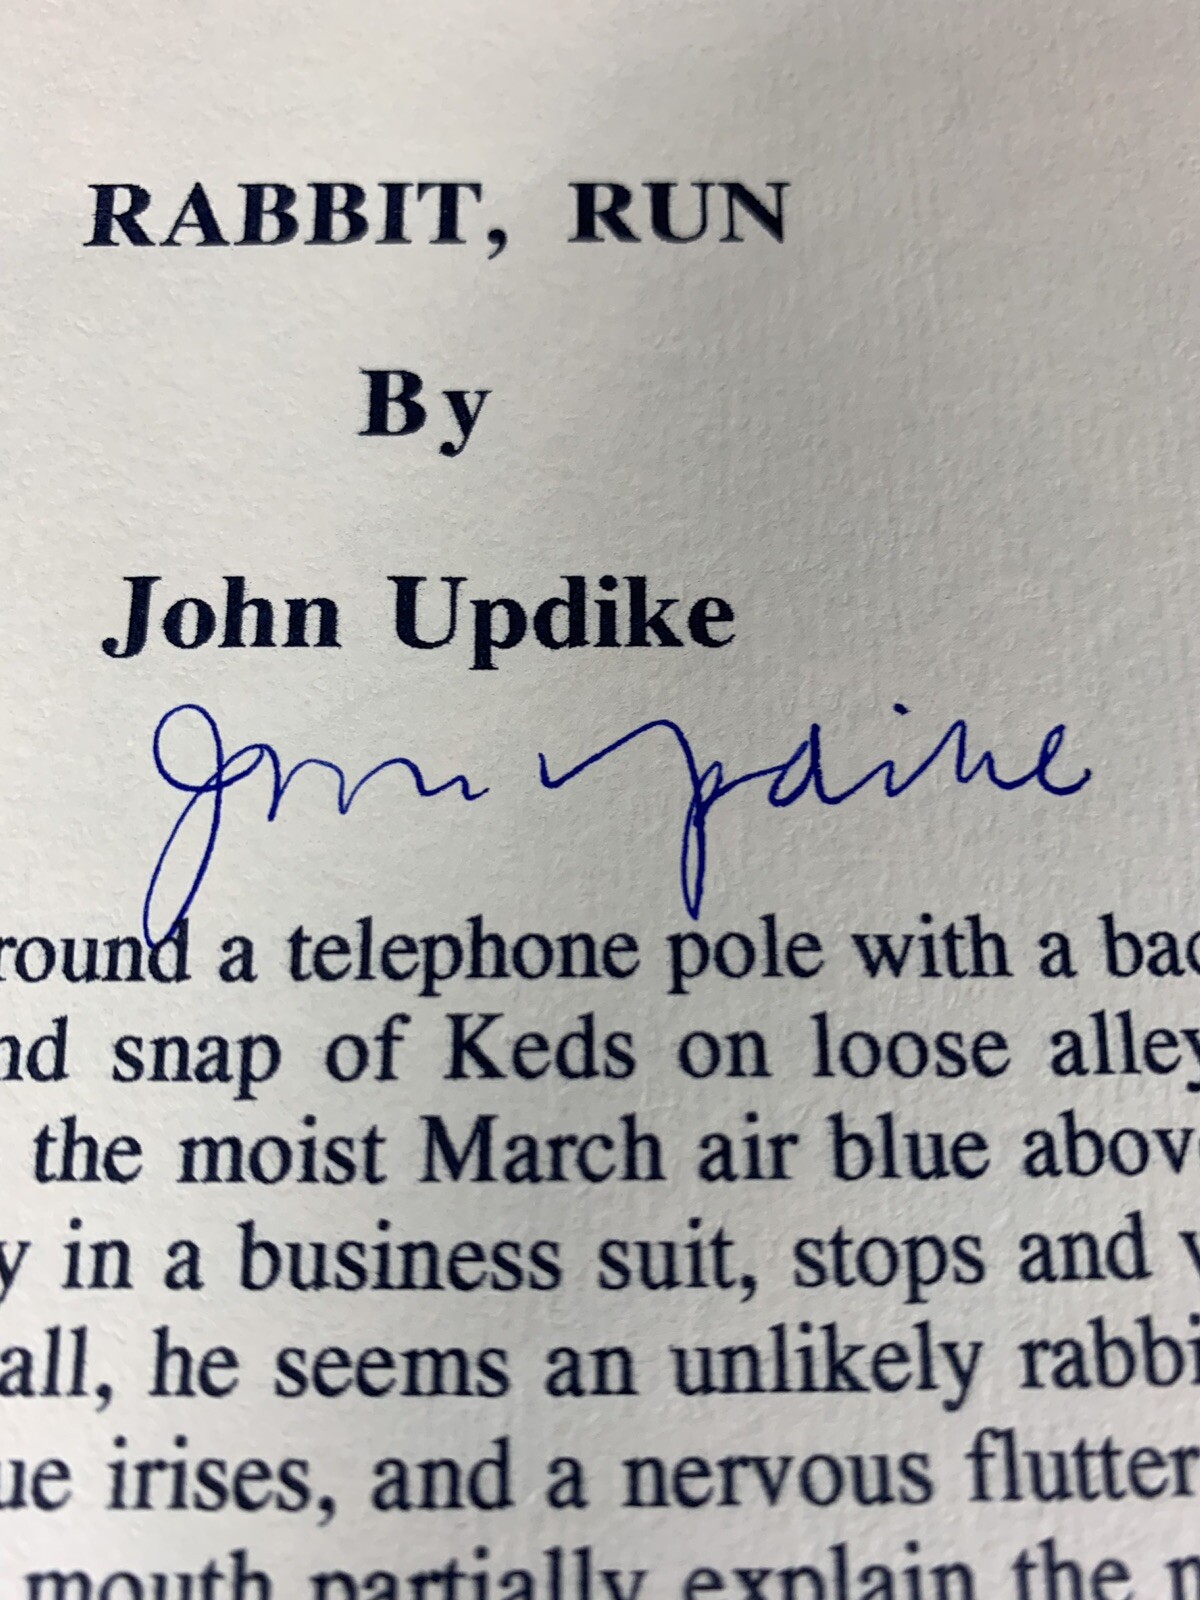 RABBIT, RUN
By
John Updike
John Updike
round a telephone pole with a bac
nd snap of Keds on loose alley
the moist March air blue above
y in a business suit, stops and w
all, he seems an unlikely rabbi
ue irises, and a nervous flutter
mouth partially explain the n